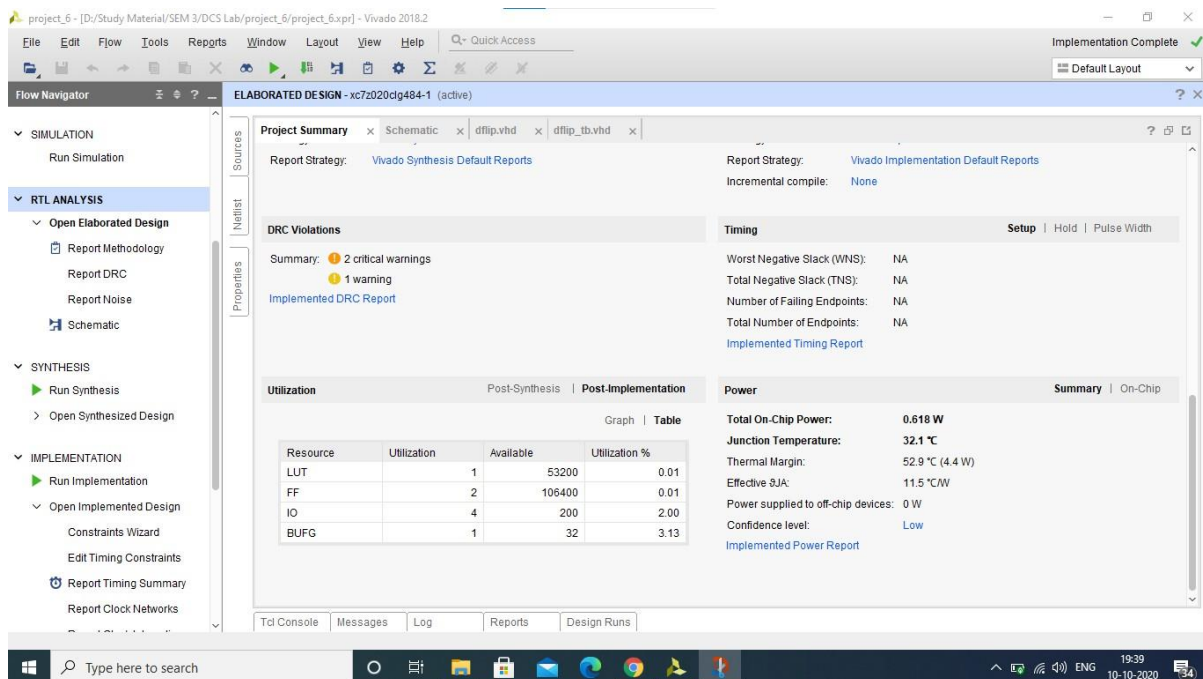 project_6 - [D:/Study Material/SEM 3/DCS Lab/project_6/project_6.xpr] - Vivado 2018.2
File Edit Flow Tools Reports Window Layout View Help Quick Access
Implementation Complete
Default Layout
Flow Navigator
ELABORATED DESIGN - xc7z020clg484-1 (active)
SIMULATION
Run Simulation
RTL ANALYSIS
Open Elaborated Design
Report Methodology
Report DRC
Report Noise
Schematic
SYNTHESIS
Run Synthesis
Open Synthesized Design
IMPLEMENTATION
Run Implementation
Open Implemented Design
Constraints Wizard
Edit Timing Constraints
Report Timing Summary
Report Clock Networks
Sources
Netlist
Properties
Project Summary Schematic dflip.vhd dflip_tb.vhd
Report Strategy: Vivado Synthesis Default Reports
Report Strategy: Vivado Implementation Default Reports
Incremental compile: None
DRC Violations
Summary: 2 critical warnings
1 warning
Implemented DRC Report
Timing Setup | Hold | Pulse Width
Worst Negative Slack (WNS): NA
Total Negative Slack (TNS): NA
Number of Failing Endpoints: NA
Total Number of Endpoints: NA
Implemented Timing Report
Utilization Post-Synthesis | Post-Implementation
Graph | Table
Resource Utilization Available Utilization %
LUT 1 53200 0.01
FF 2 106400 0.01
IO 4 200 2.00
BUFG 1 32 3.13
Power Summary | On-Chip
Total On-Chip Power: 0.618 W
Junction Temperature: 32.1 °C
Thermal Margin: 52.9 °C (4.4 W)
Effective ϑJA: 11.5 °C/W
Power supplied to off-chip devices: 0 W
Confidence level: Low
Implemented Power Report
Tcl Console Messages Log Reports Design Runs
Type here to search
ENG
19:39
10-10-2020
34